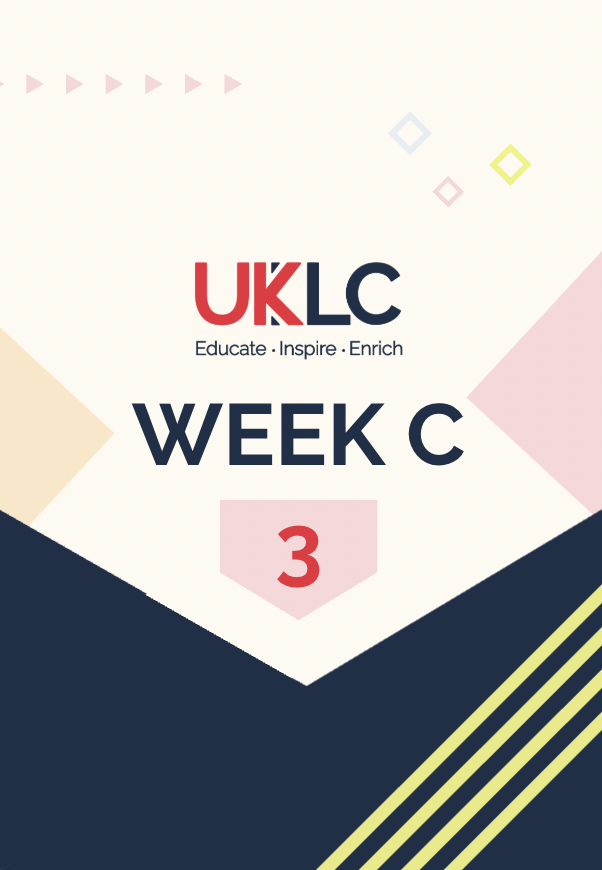 UKLC
Educate · Inspire · Enrich
WEEK C
3